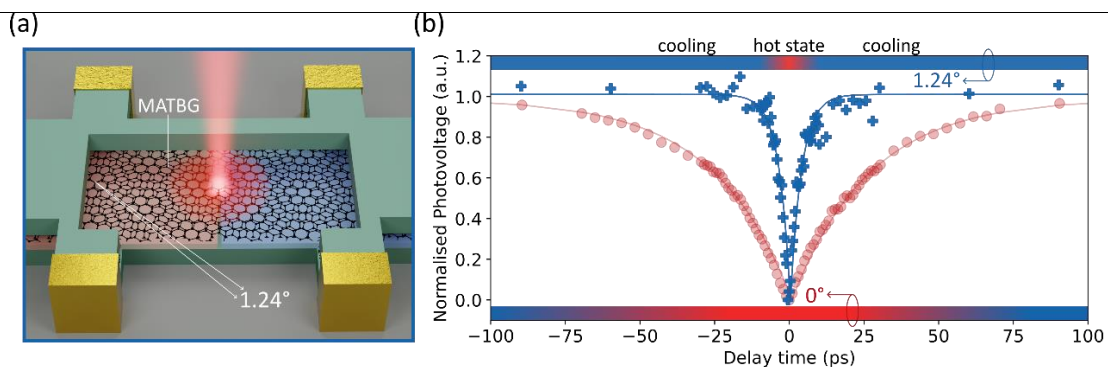 (a)
MATBG
1.24°
(b)
cooling hot state cooling
1.24°
0°
Normalised Photovoltage (a.u.)
1.2
1.0
0.8
0.6
0.4
0.2
0.0
−100 −75 −50 −25 0 25 50 75 100
Delay time (ps)